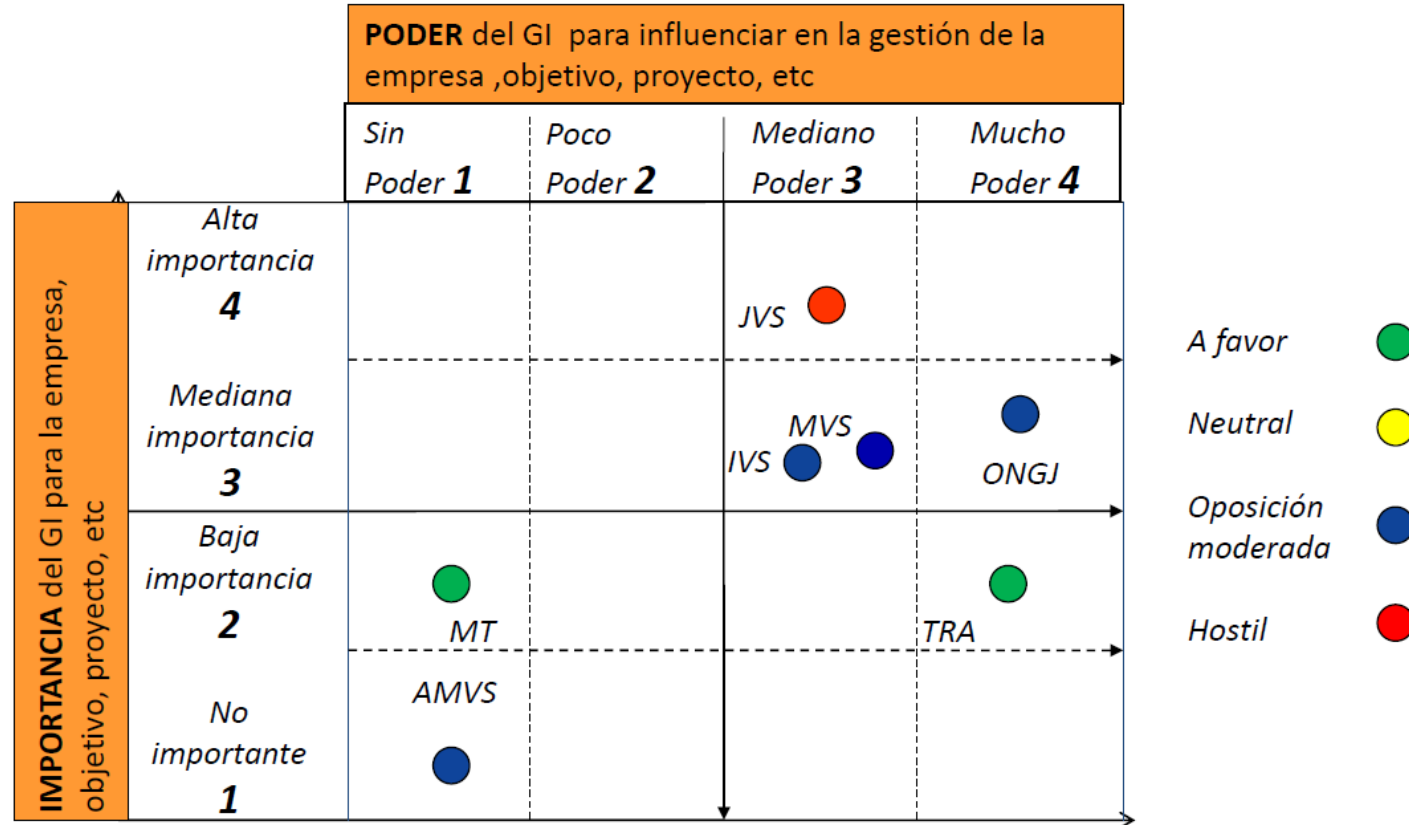 PODER del GI para influenciar en la gestión de la
empresa ,objetivo, proyecto, etc
Sin
Poder 1
Poco
Poder 2
Mediano
Poder 3
Mucho
Poder 4
IMPORTANCIA del GI para la empresa,
objetivo, proyecto, etc
Alta
importancia
4
JVS
Mediana
importancia
3
MVS
IVS
ONGJ
Baja
importancia
2
MT
TRA
No
importante
1
AMVS
A favor
Neutral
Oposición
moderada
Hostil